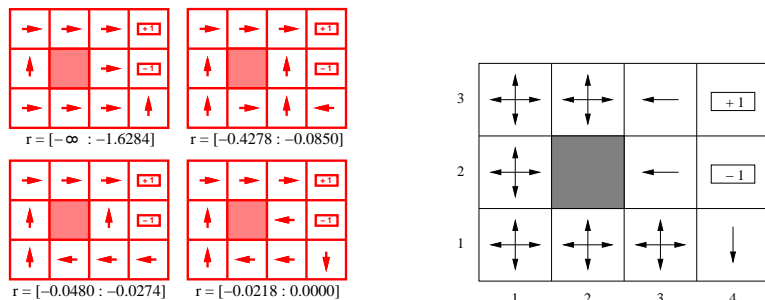 +1
+1
-1
-1
r = [-∞ : -1.6284]
r = [-0.4278 : -0.0850]
+1
+1
-1
-1
r = [-0.0480 : -0.0274]
r = [-0.0218 : 0.0000]
3
+1
2
-1
1
1 2 3 4